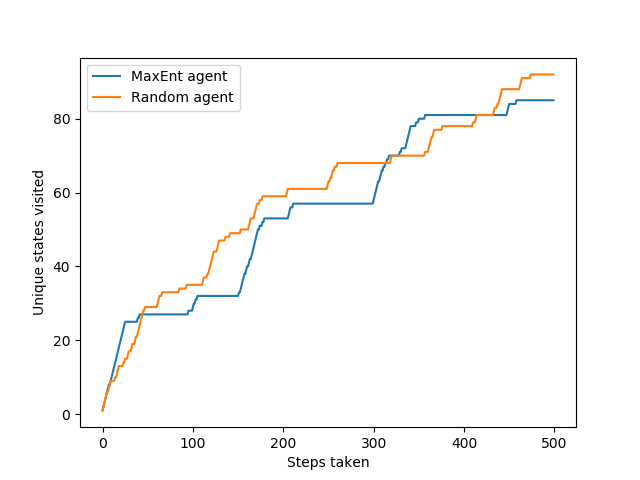 MaxEnt agent
Random agent
80
60
40
20
0
Unique states visited
0 100 200 300 400 500
Steps taken